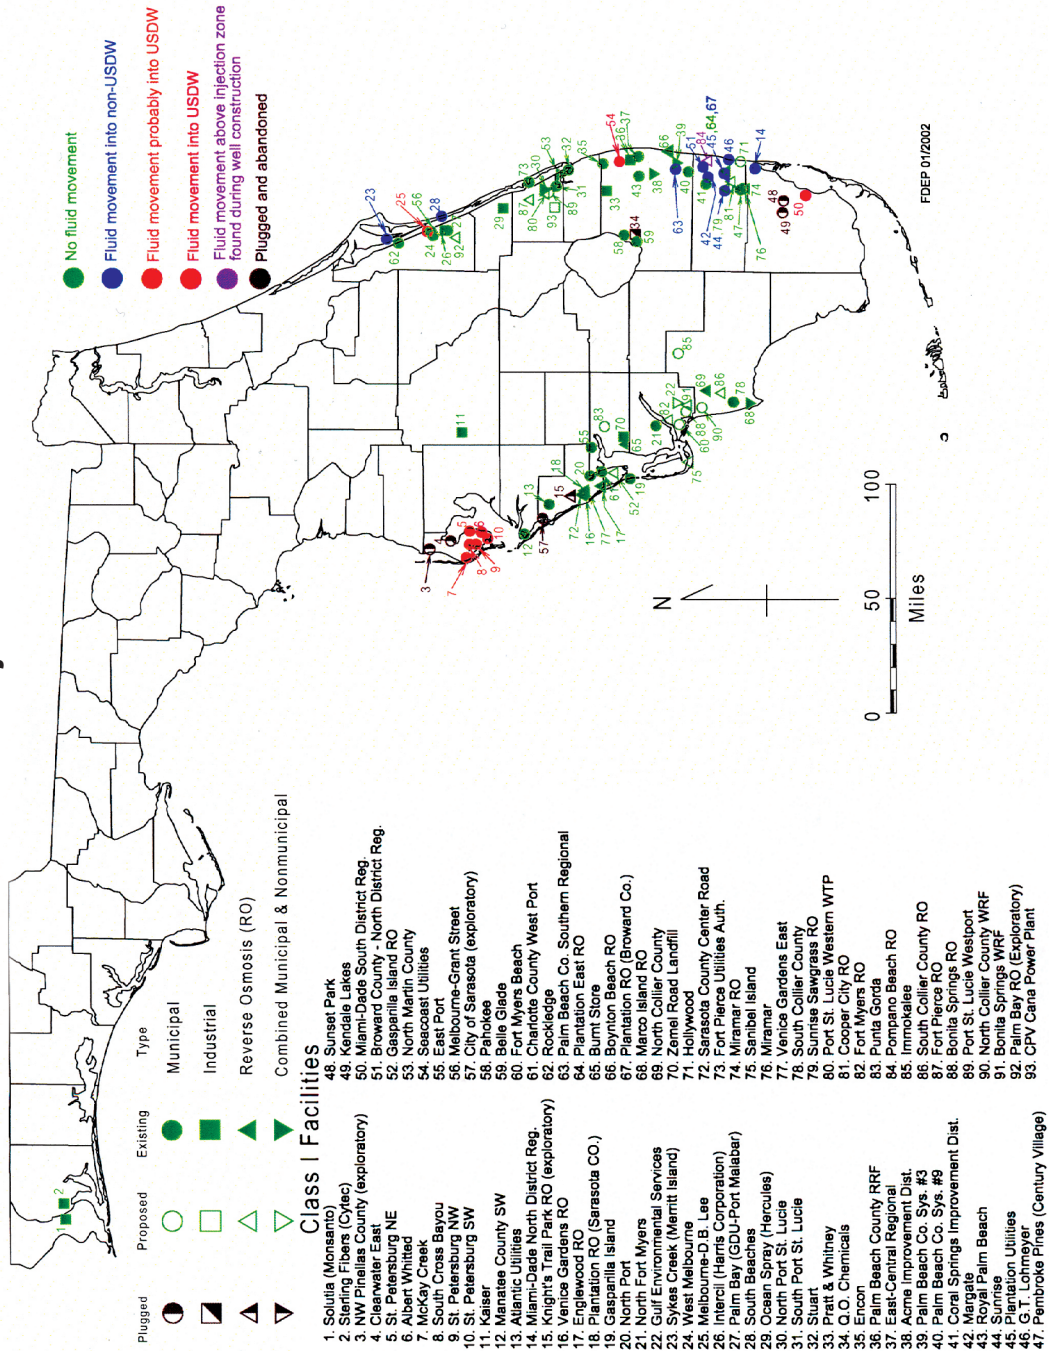 No fluid movement
Fluid movement into non-USDW
Fluid movement probably into USDW
Fluid movement into USDW
Fluid movement above injection zone
found during well construction
Plugged and abandoned
FDEP 01/2002
N
0 50 100
Miles
Plugged Proposed Existing Type
Municipal
Industrial
Reverse Osmosis (RO)
Combined Municipal & Nonmunicipal
Class I Facilities
1. Solutia (Monsanto)
2. Sterling Fibers (Cytec)
3. NW Pinellas County (exploratory)
4. Clearwater East
5. St. Petersburg NE
6. Albert Whitted
7. McKay Creek
8. South Cross Bayou
9. St. Petersburg NW
10. St. Petersburg SW
11. Kaiser
12. Manatee County SW
13. Atlantic Utilities
14. Miami-Dade North District Reg.
15. Knight's Trail Park RO (exploratory)
16. Venice Gardens RO
17. Englewood RO
18. Plantation RO (Sarasota CO.)
19. Gasparilla Island
20. North Port
21. North Fort Myers
22. Gulf Environmental Services
23. Sykes Creek (Merritt Island)
24. West Melbourne
25. Melbourne-D.B. Lee
26. Intercil (Harris Corporation)
27. Palm Bay (GDU-Port Malabar)
28. South Beaches
29. Ocean Spray (Hercules)
30. North Port St. Lucie
31. South Port St. Lucie
32. Stuart
33. Pratt & Whitney
34. Q.O. Chemicals
35. Encon
36. Palm Beach County RRF
37. East-Central Regional
38. Acme Improvement Dist.
39. Palm Beach Co. Sys. #3
40. Palm Beach Co. Sys. #9
41. Coral Springs Improvement Dist.
42. Margate
43. Royal Palm Beach
44. Sunrise
45. Plantation Utilities
46. G.T. Lohmeyer
47. Pembroke Pines (Century Village)
48. Sunset Park
49. Kendale Lakes
50. Miami-Dade South District Reg.
51. Broward County - North District Reg.
52. Gasparilla Island RO
53. North Martin County
54. Seacoast Utilities
55. East Port
56. Melbourne-Grant Street
57. City of Sarasota (exploratory)
58. Pahokee
59. Belle Glade
60. Fort Myers Beach
61. Charlotte County West Port
62. Rockledge
63. Palm Beach Co. Southern Regional
64. Plantation East RO
65. Burnt Store
66. Boynton Beach RO
67. Plantation RO (Broward Co.)
68. Marco Island RO
69. North Collier County
70. Zemel Road Landfill
71. Hollywood
72. Sarasota County Center Road
73. Fort Pierce Utilities Auth.
74. Miramar RO
75. Sanibel Island
76. Miramar
77. Venice Gardens East
78. South Collier County
79. Sunrise Sawgrass RO
80. Port St. Lucie Western WTP
81. Cooper City RO
82. Fort Myers RO
83. Punta Gorda
84. Pompano Beach RO
85. Immokalee
86. South Collier County RO
87. Fort Pierce RO
88. Bonita Springs RO
89. Port St. Lucie Westport
90. North Collier County WRF
91. Bonita Springs WRF
92. Palm Bay RO (Exploratory)
93. CPV Cana Power Plant